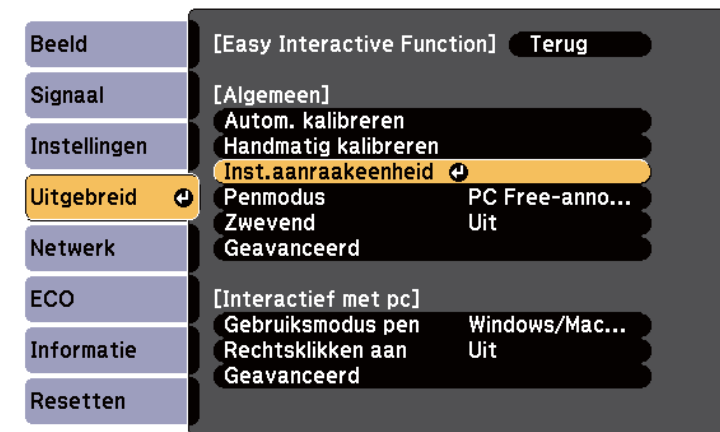 Beeld
Signaal
Instellingen
Uitgebreid
Netwerk
ECO
Informatie
Resetten
[Easy Interactive Function] Terug
[Algemeen]
Autom. kalibreren
Handmatig kalibreren
Inst.aanraakeenheid
Penmodus PC Free-anno...
Zwevend Uit
Geavanceerd
[Interactief met pc]
Gebruiksmodus pen Windows/Mac...
Rechtsklikken aan Uit
Geavanceerd